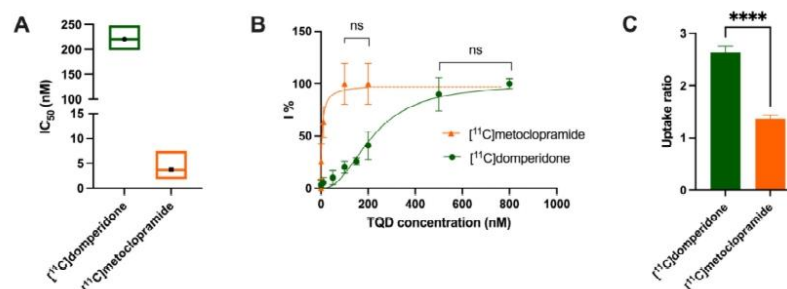 A
IC50 (nM)
250
200
150
100
15
10
5
0
[11C]domperidone
[11C]metoclopramide
B
I %
150
100
50
0
ns
ns
[11C]metoclopramide
[11C]domperidone
0
200
400
600
800
1000
TQD concentration (nM)
C
Uptake ratio
3
2
1
0
****
[11C]domperidone
[11C]metoclopramide